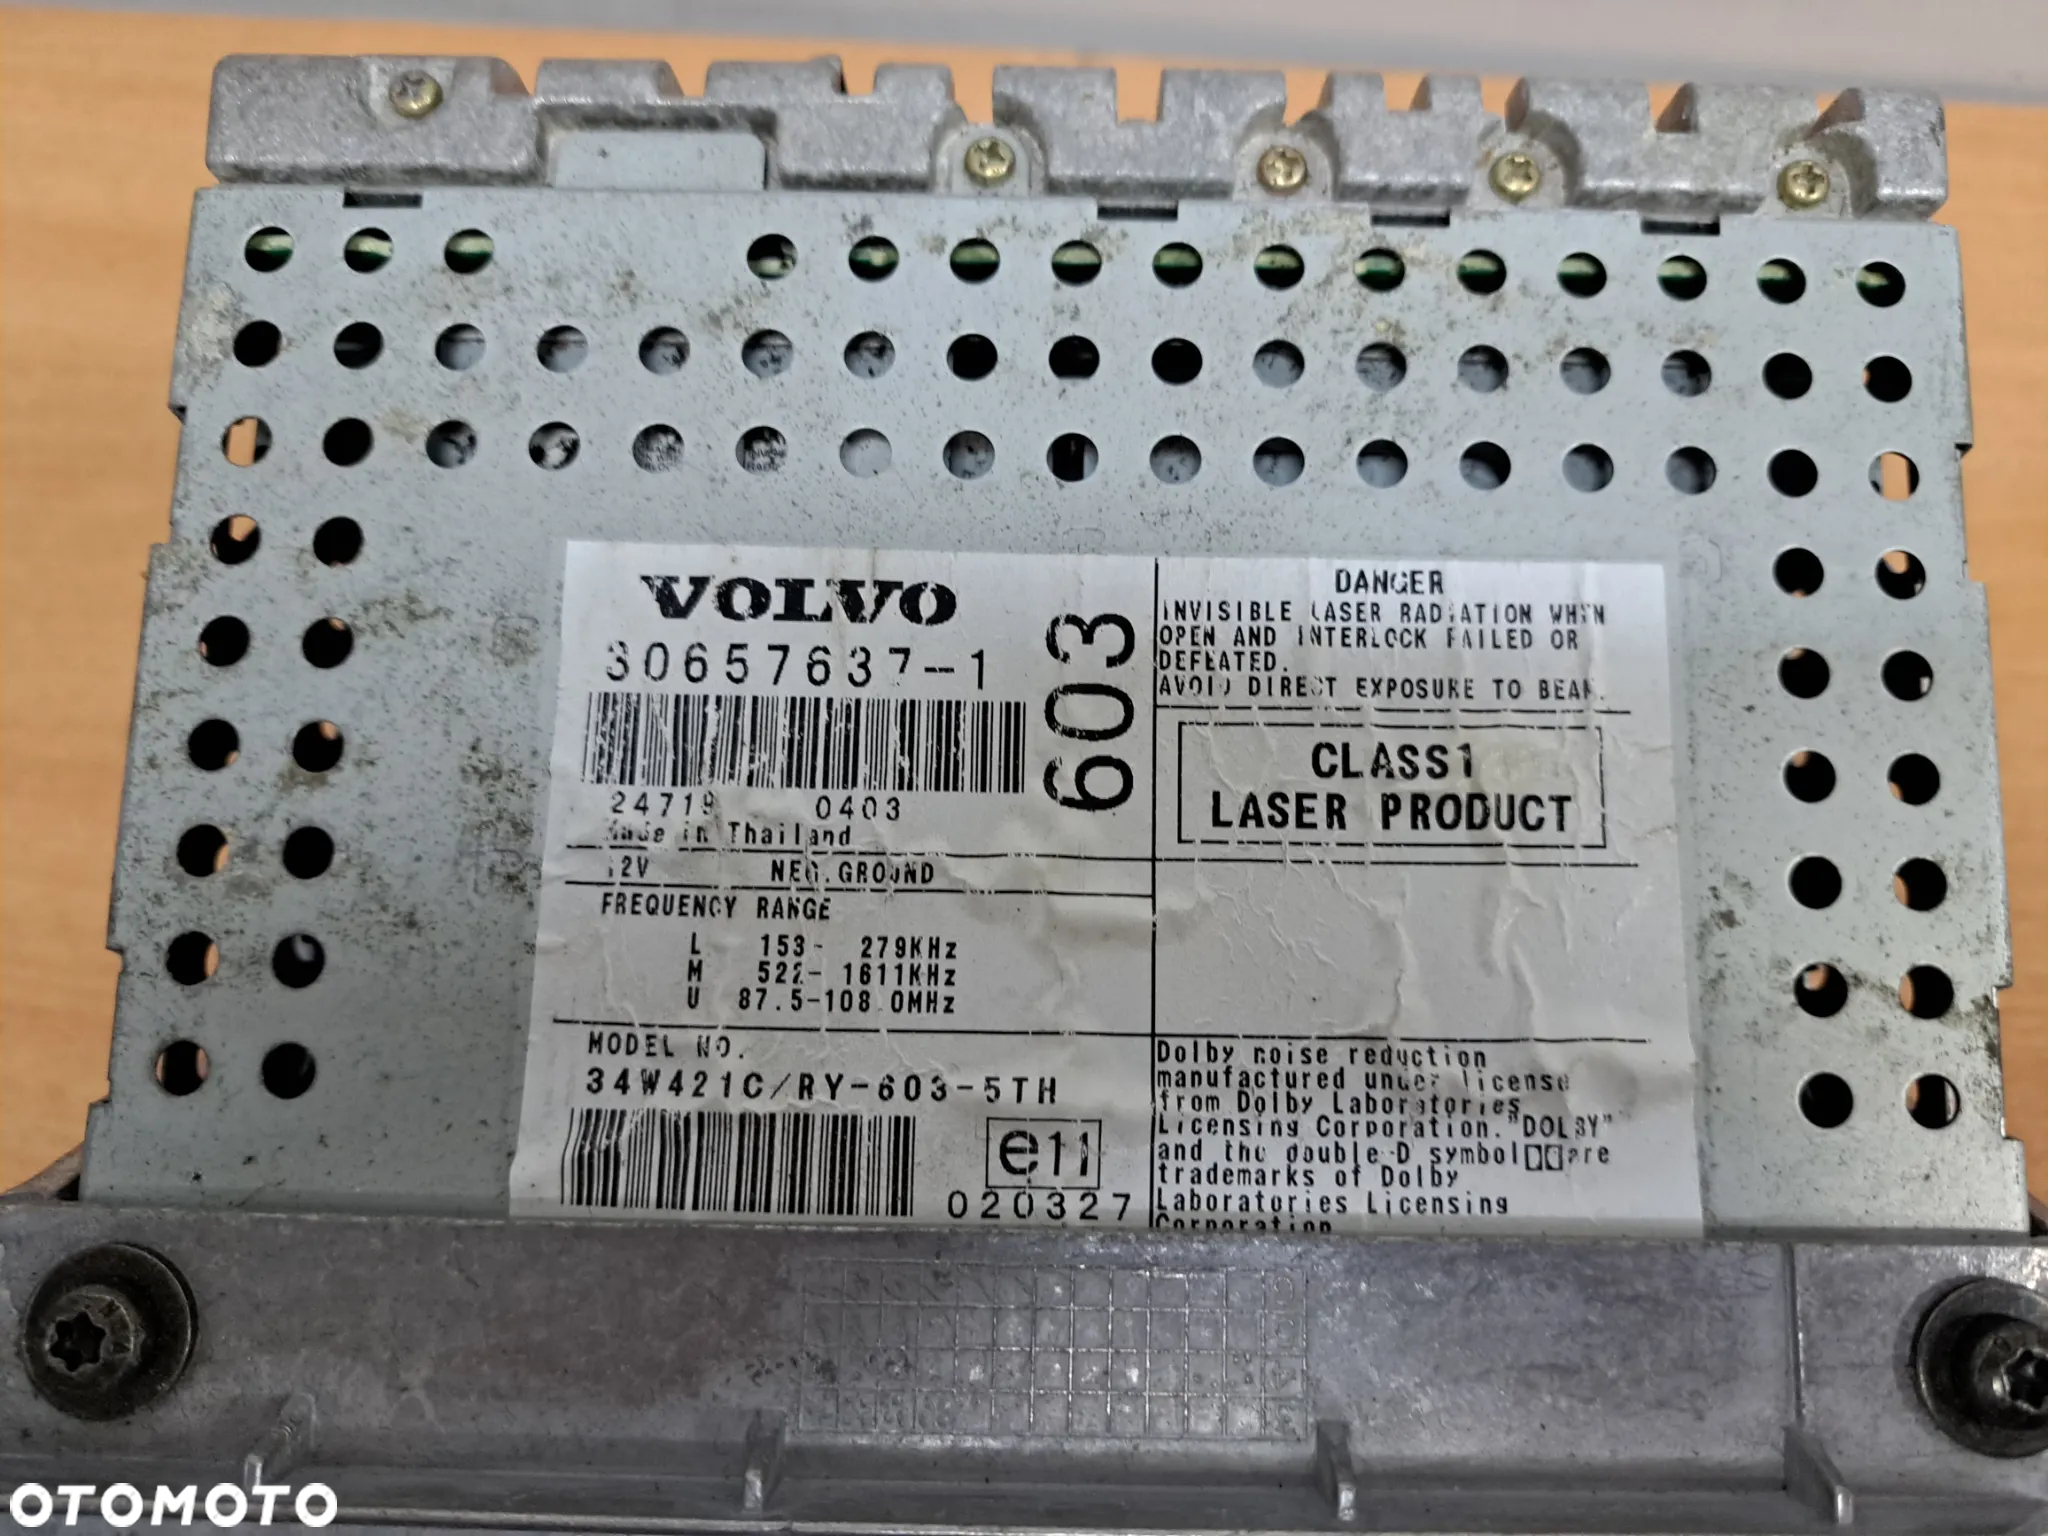 VOLVO
30657637-1
603
24719 0403
Made in Thailand
12V NEG.GROUND
FREQUENCY RANGE
L 153- 279KHz
M 522- 1611KHz
U 87.5-108.0MHz
MODEL NO.
34W421C/RY-603-5TH
e11
020327
DANGER
INVISIBLE LASER RADIATION WHEN
OPEN AND INTERLOCK FAILED OR
DEFEATED.
AVOID DIRECT EXPOSURE TO BEAM.
CLASS1
LASER PRODUCT
Dolby noise reduction
manufactured under license
from Dolby Laboratories
Licensing Corporation. "DOLBY"
and the double-D symbol▯▯are
trademarks of Dolby
Laboratories Licensing
Corporation
OTOMOTO